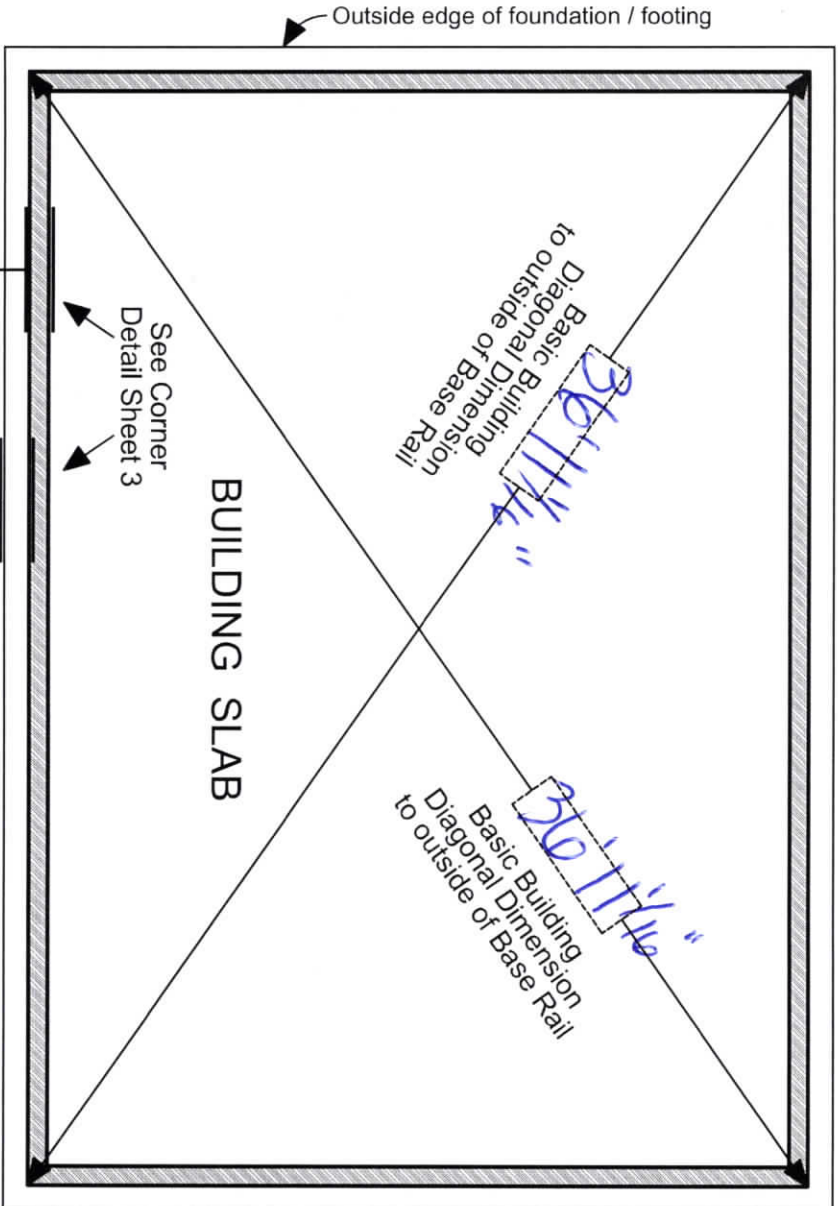 Outside edge of foundation / footing
36' 11 1/16"
Basic Building
Diagonal Dimension
to outside of Base Rail
See Corner
Detail Sheet 3
BUILDING SLAB
36' 11 1/16"
Basic Building
Diagonal Dimension
to outside of Base Rail